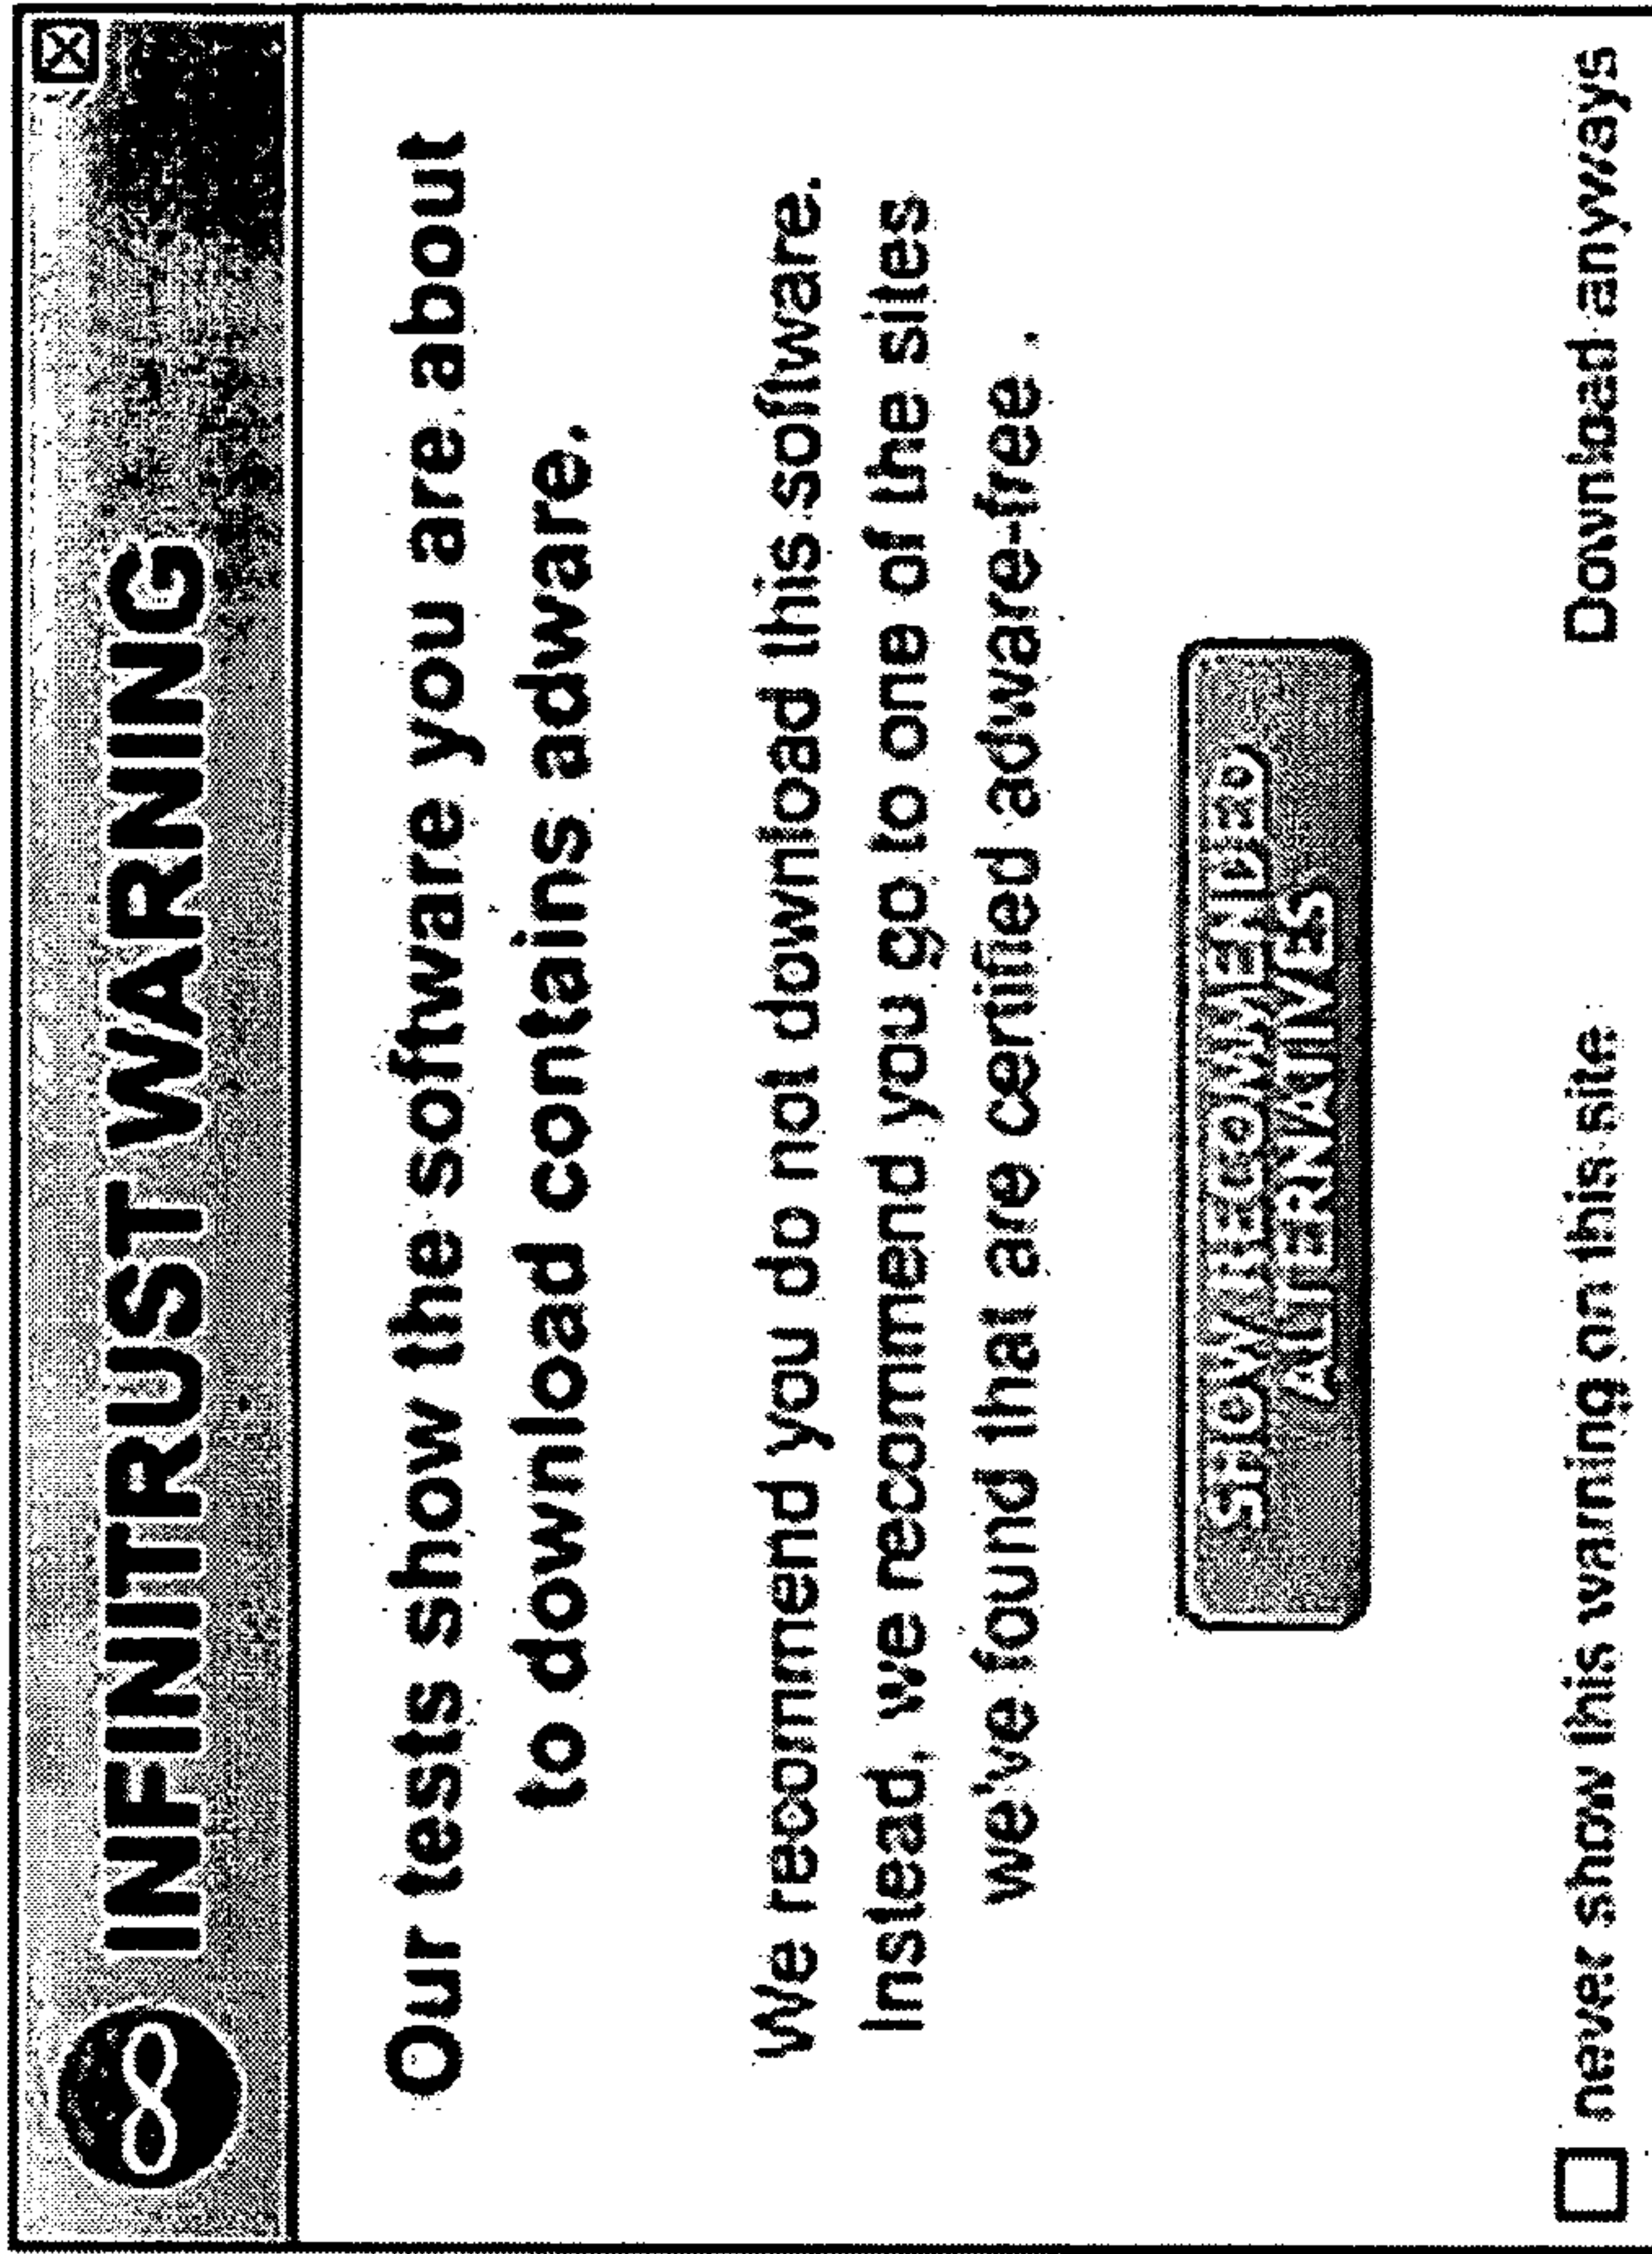 INFINITRUST WARNING
Our tests show the software you are about
to download contains adware.
We recommend you do not download this software.
Instead, we recommend you go to one of the sites
we've found that are certified adware-free .
SHOW RECOMMENDED
ALTERNATIVES
never show this warning on this site
Download anyways